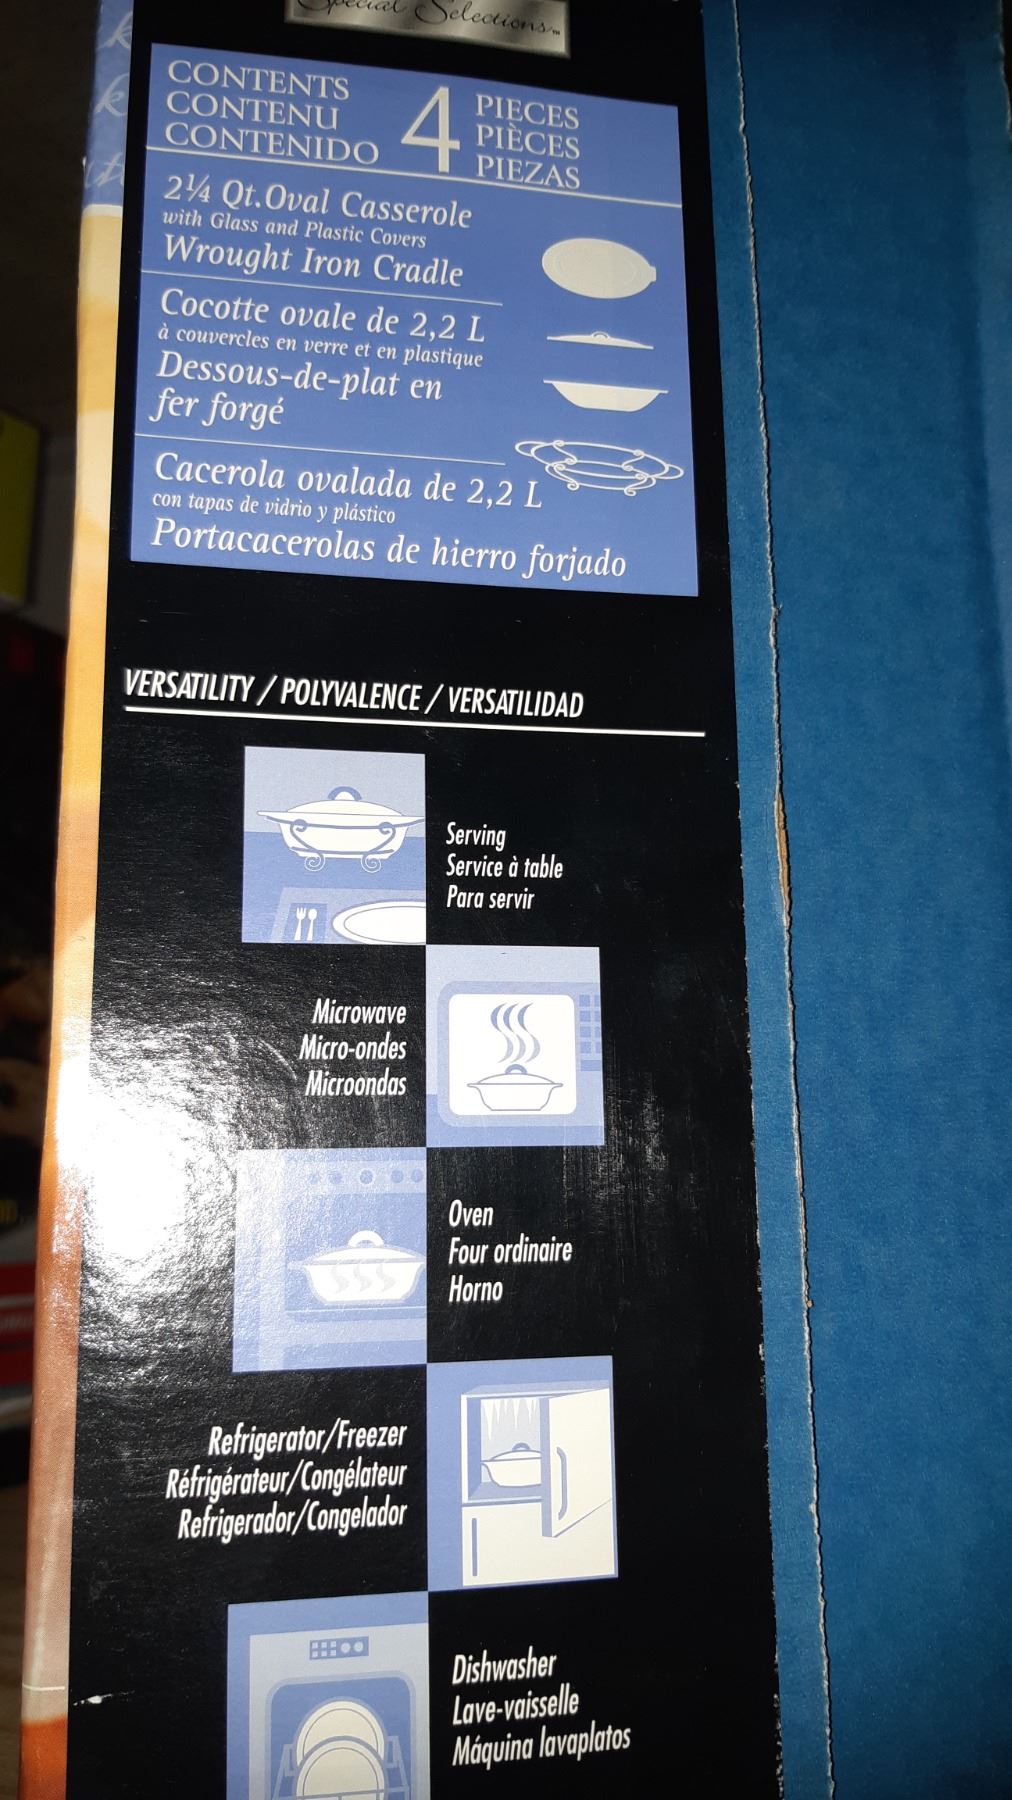 Special Selections™
CONTENTS
CONTENU
CONTENIDO
4
PIECES
PIÈCES
PIEZAS
2¼ Qt.Oval Casserole
with Glass and Plastic Covers
Wrought Iron Cradle
Cocotte ovale de 2,2 L
à couvercles en verre et en plastique
Dessous-de-plat en
fer forgé
Cacerola ovalada de 2,2 L
con tapas de vidrio y plástico
Portacacerolas de hierro forjado
VERSATILITY / POLYVALENCE / VERSATILIDAD
Serving
Service à table
Para servir
Microwave
Micro-ondes
Microondas
Oven
Four ordinaire
Horno
Refrigerator/Freezer
Réfrigérateur/Congélateur
Refrigerador/Congelador
Dishwasher
Lave-vaisselle
Máquina lavaplatos